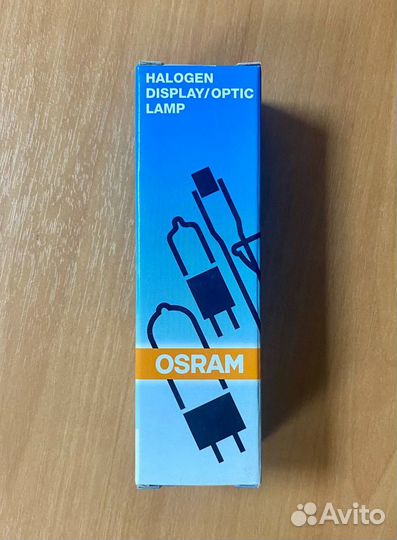 HALOGEN
DISPLAY/OPTIC
LAMP
OSRAM
Avito